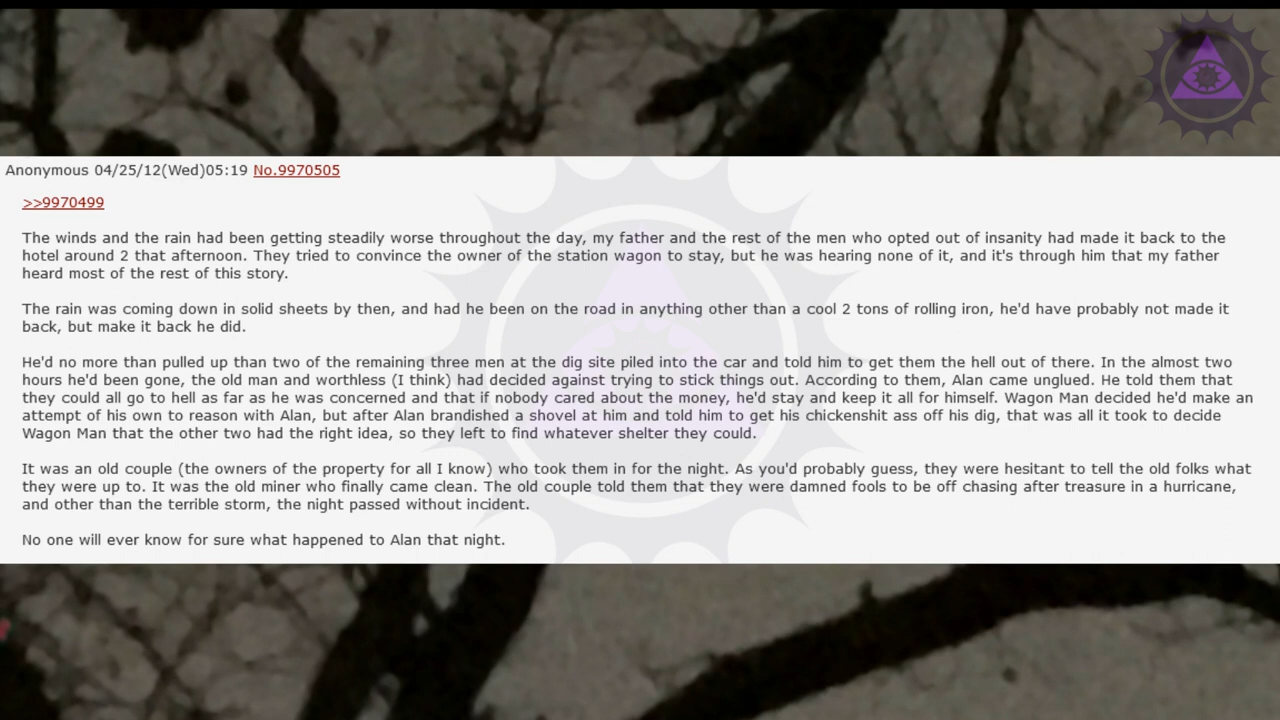 Anonymous 04/25/12(Wed)05:19 No.9970505
>>9970499
The winds and the rain had been getting steadily worse throughout the day, my father and the rest of the men who opted out of insanity had made it back to the
hotel around 2 that afternoon. They tried to convince the owner of the station wagon to stay, but he was hearing none of it, and it's through him that my father
heard most of the rest of this story.
The rain was coming down in solid sheets by then, and had he been on the road in anything other than a cool 2 tons of rolling iron, he'd have probably not made it
back, but make it back he did.
He'd no more than pulled up than two of the remaining three men at the dig site piled into the car and told him to get them the hell out of there. In the almost two
hours he'd been gone, the old man and worthless (I think) had decided against trying to stick things out. According to them, Alan came unglued. He told them that
they could all go to hell as far as he was concerned and that if nobody cared about the money, he'd stay and keep it all for himself. Wagon Man decided he'd make an
attempt of his own to reason with Alan, but after Alan brandished a shovel at him and told him to get his chickenshit ass off his dig, that was all it took to decide
Wagon Man that the other two had the right idea, so they left to find whatever shelter they could.
It was an old couple (the owners of the property for all I know) who took them in for the night. As you'd probably guess, they were hesitant to tell the old folks what
they were up to. It was the old miner who finally came clean. The old couple told them that they were damned fools to be off chasing after treasure in a hurricane,
and other than the terrible storm, the night passed without incident.
No one will ever know for sure what happened to Alan that night.